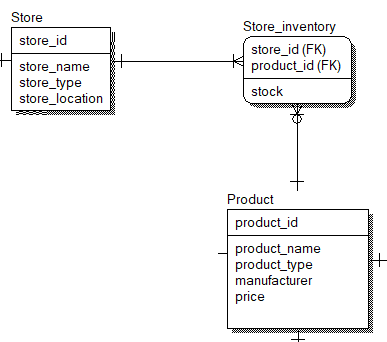 Store
store_id
store_name
store_type
store_location
Store_inventory
store_id (FK)
product_id (FK)
stock
Product
product_id
product_name
product_type
manufacturer
price